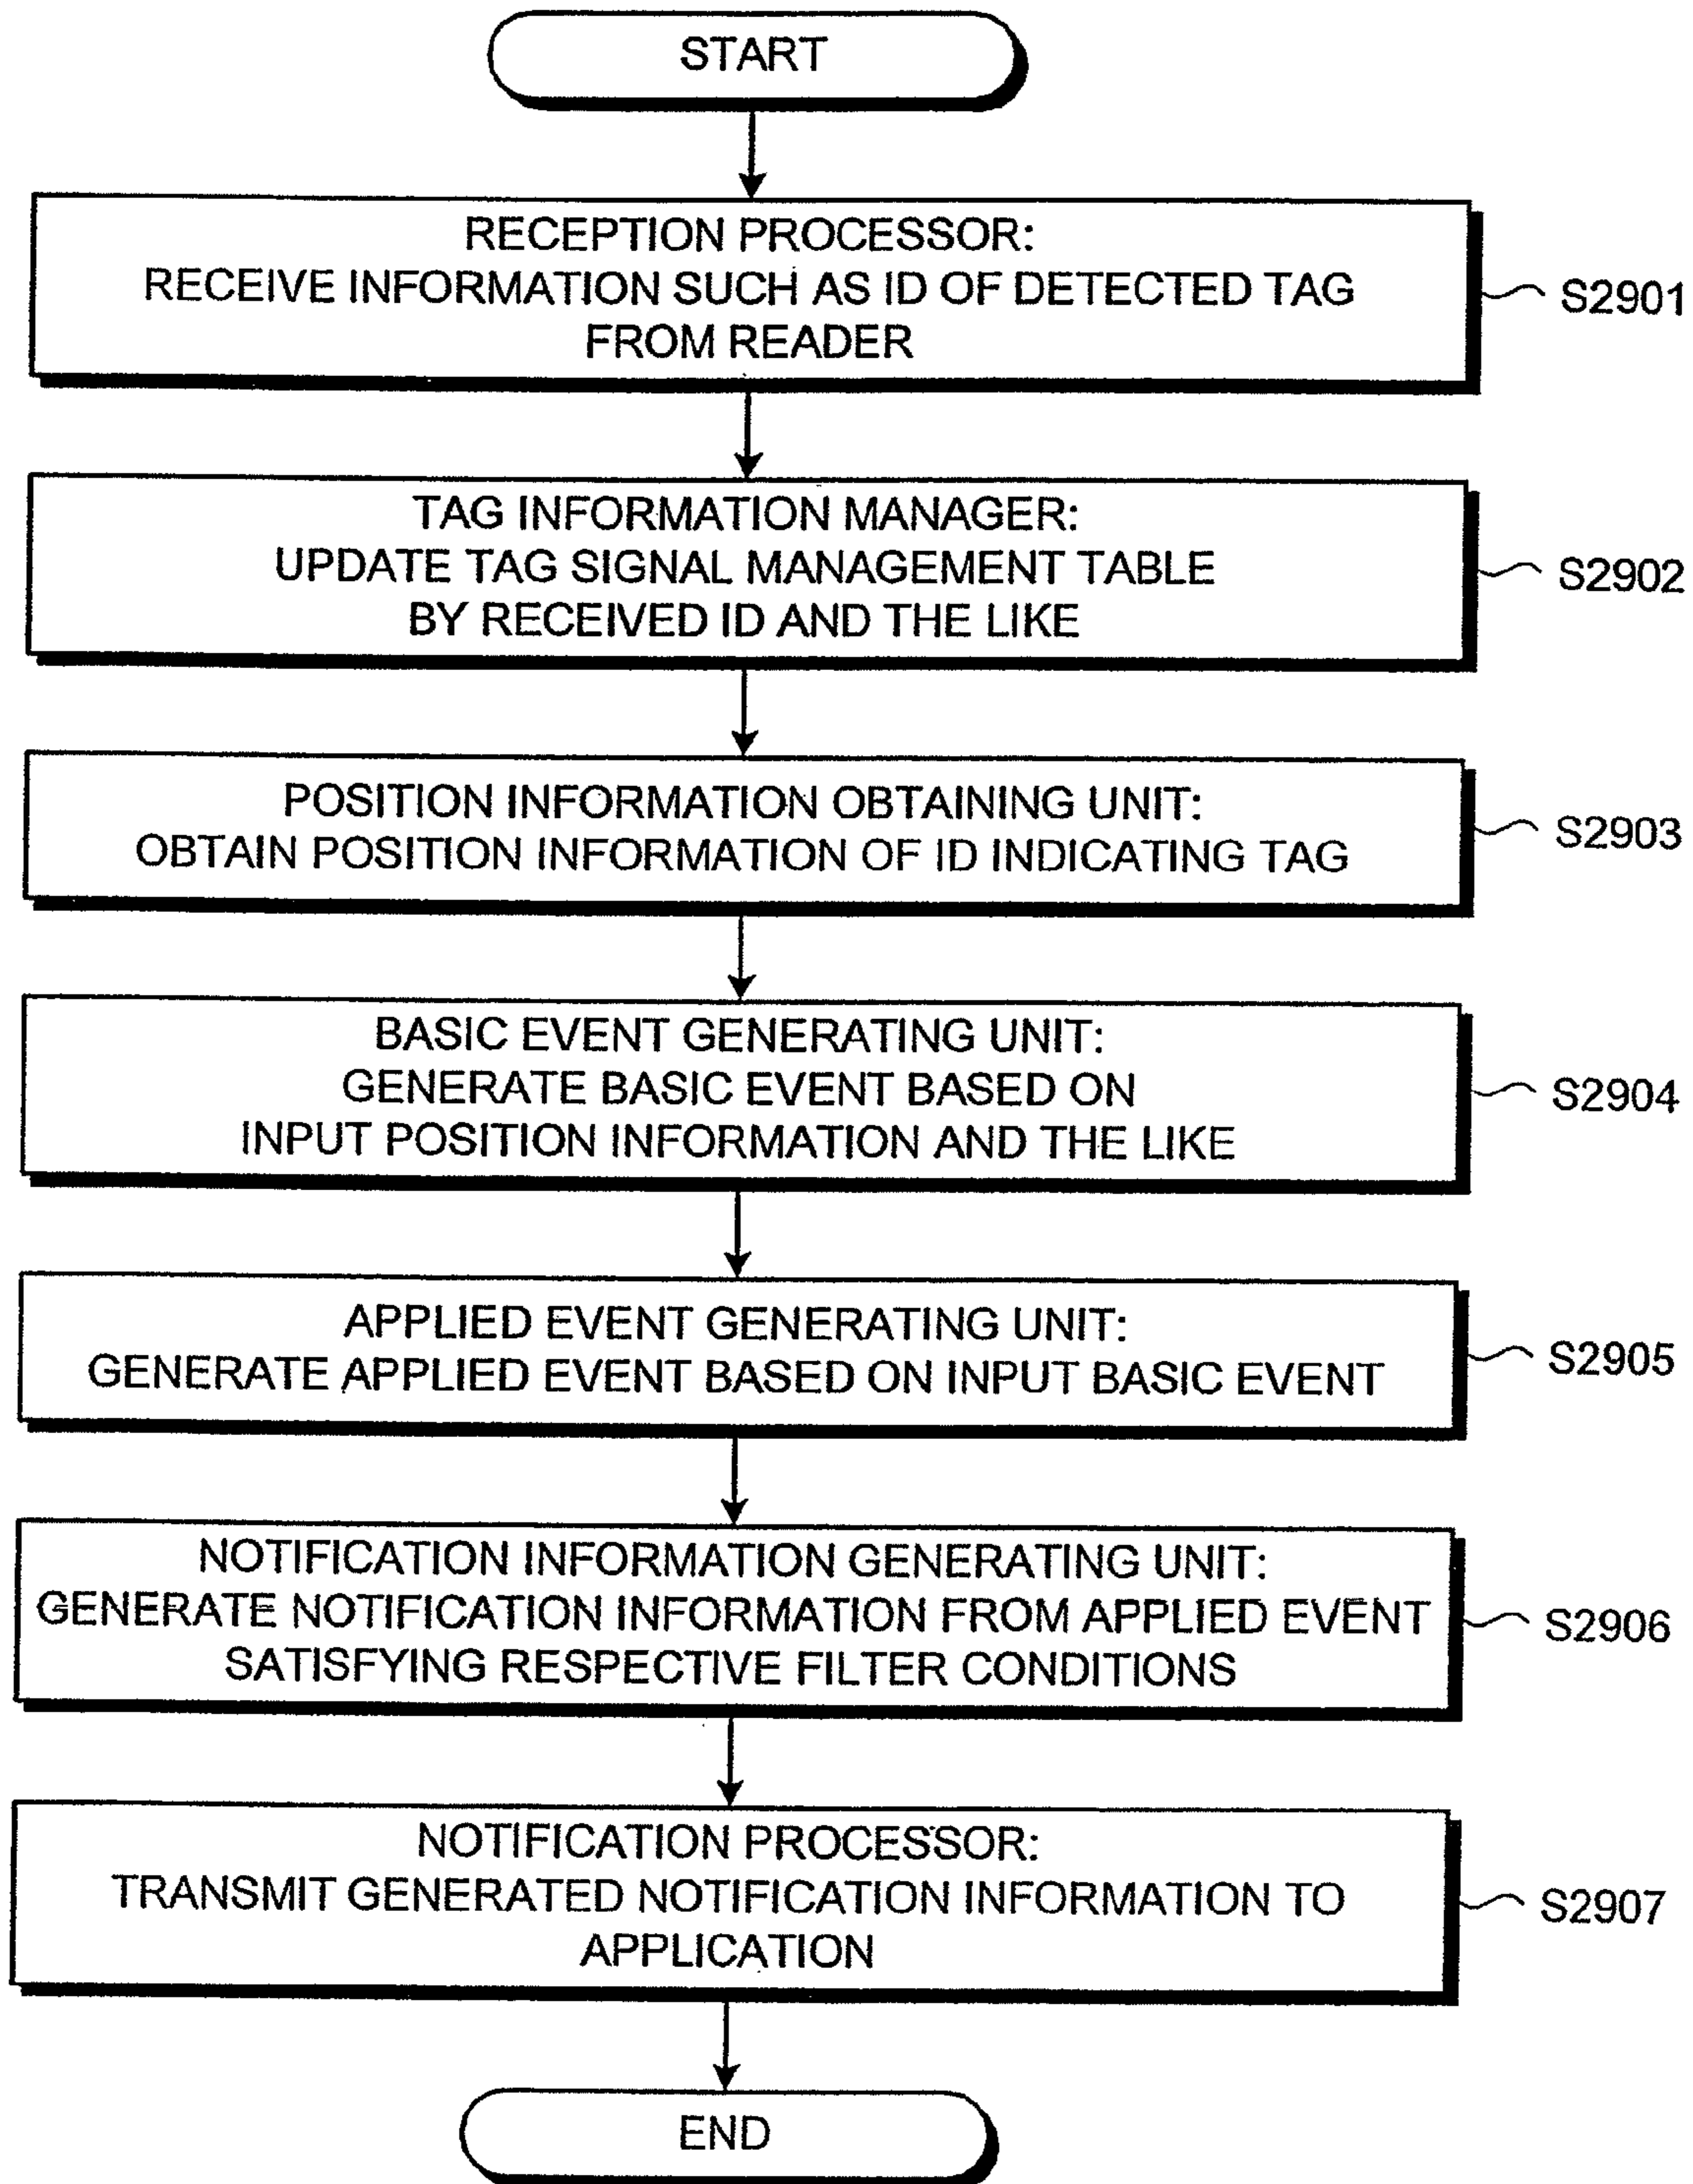 START
RECEPTION PROCESSOR:
RECEIVE INFORMATION SUCH AS ID OF DETECTED TAG
FROM READER
S2901
TAG INFORMATION MANAGER:
UPDATE TAG SIGNAL MANAGEMENT TABLE
BY RECEIVED ID AND THE LIKE
S2902
POSITION INFORMATION OBTAINING UNIT:
OBTAIN POSITION INFORMATION OF ID INDICATING TAG
S2903
BASIC EVENT GENERATING UNIT:
GENERATE BASIC EVENT BASED ON
INPUT POSITION INFORMATION AND THE LIKE
S2904
APPLIED EVENT GENERATING UNIT:
GENERATE APPLIED EVENT BASED ON INPUT BASIC EVENT
S2905
NOTIFICATION INFORMATION GENERATING UNIT:
GENERATE NOTIFICATION INFORMATION FROM APPLIED EVENT
SATISFYING RESPECTIVE FILTER CONDITIONS
S2906
NOTIFICATION PROCESSOR:
TRANSMIT GENERATED NOTIFICATION INFORMATION TO
APPLICATION
S2907
END